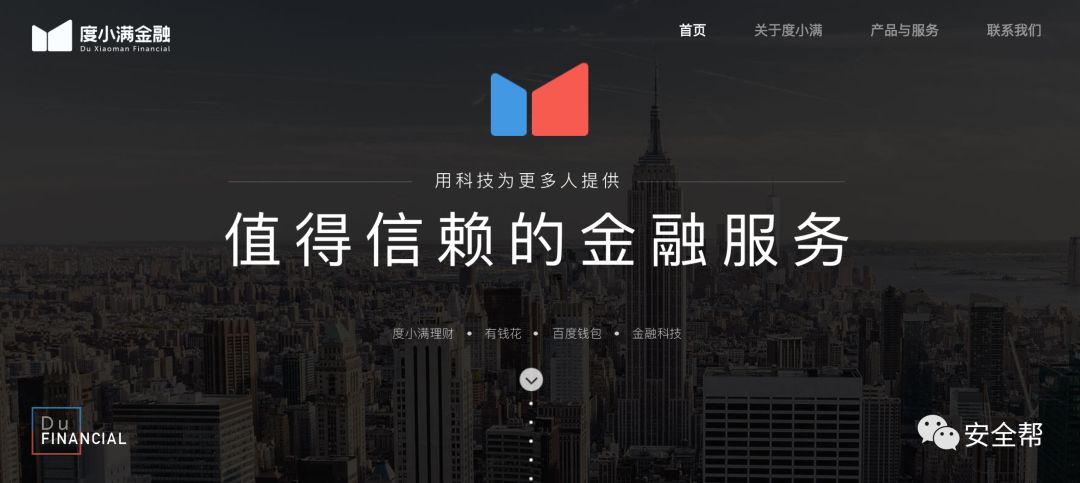 度小满金融
Du Xiaoman Financial
首页 关于度小满 产品与服务 联系我们
用科技为更多人提供
值得信赖的金融服务
度小满理财 • 有钱花 • 百度钱包 • 金融科技
Du
FINANCIAL
安全帮